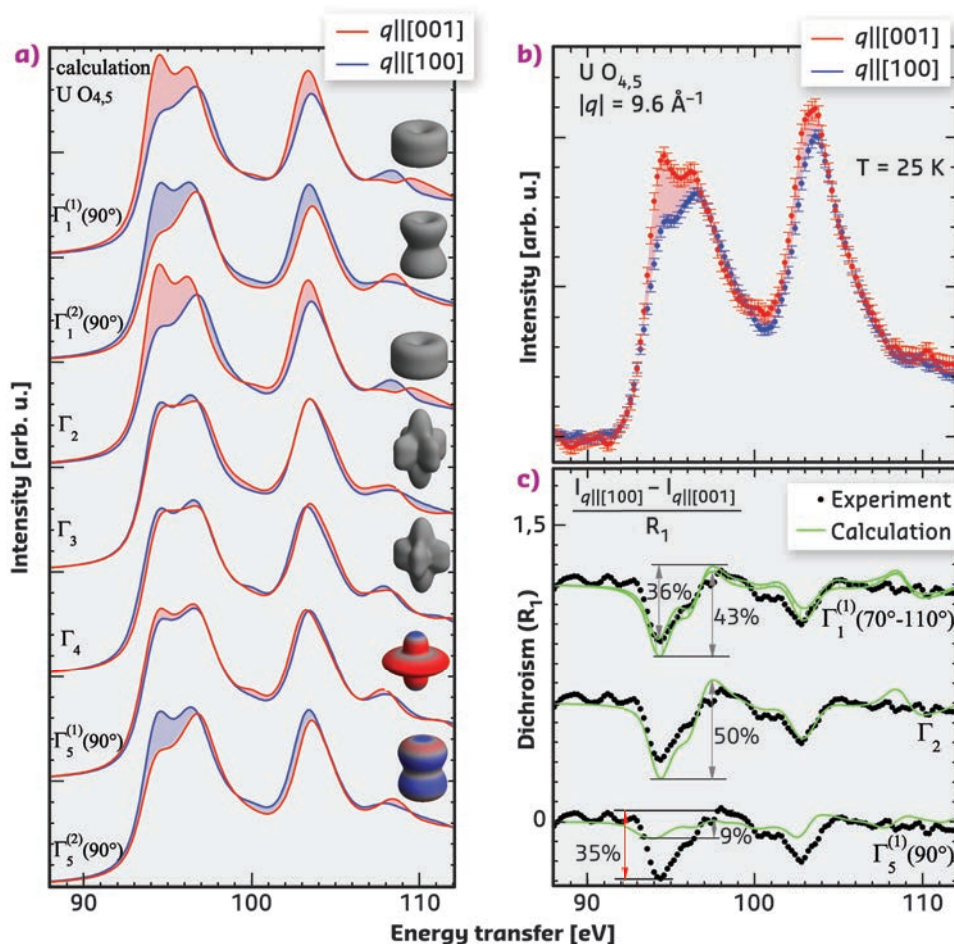 a)
q||[001]
q||[100]
calculation
U O4,5
Γ1(1)(90°)
Γ1(2)(90°)
Γ2
Γ3
Γ4
Γ5(1)(90°)
Γ5(2)(90°)
Intensity [arb. u.]
90
100
110
b)
q||[001]
q||[100]
U O4,5
|q| = 9.6 Å-1
T = 25 K
Intensity [arb. u.]
90
100
110
c)
Iq||[100] – Iq||[001]
R1
Experiment
Calculation
1,5
36%
43%
Γ1(1)(70°-110°)
50%
Γ2
0
35%
9%
Γ5(1)(90°)
Dichroism (R1)
90
100
110
Energy transfer [eV]